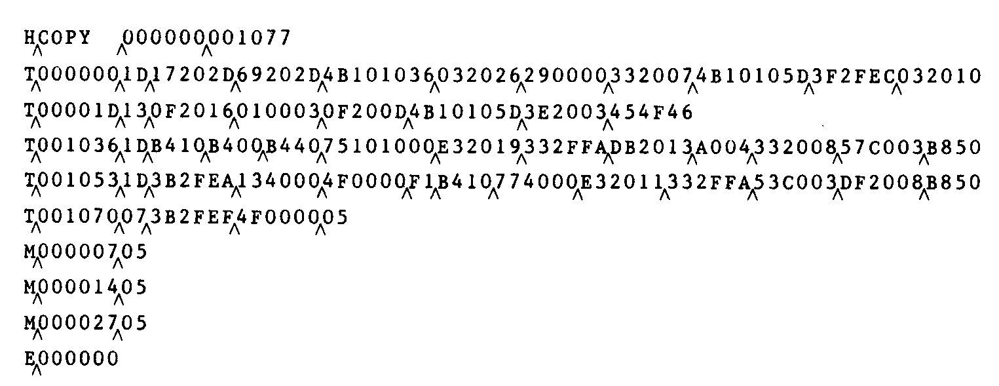 H^COPY  ^000000^001077
T^000000^1D^17202D^69202D^4B101036^032026^290000^332007^4B10105D^3F2FEC^032010
T^00001D^13^0F2016^010003^0F200D^4B10105D^3E2003^454F46
T^001036^1D^B410^B400^B440^75101000^E32019^332FFA^DB2013^A004^332008^57C003^B850
T^001053^1D^3B2FEA^134000^4F0000^F1^B410^774000^E32011^332FFA^53C003^DF2008^B850
T^001070^07^3B2FEF^4F0000^05
M^000007^05
M^000014^05
M^000027^05
E^000000